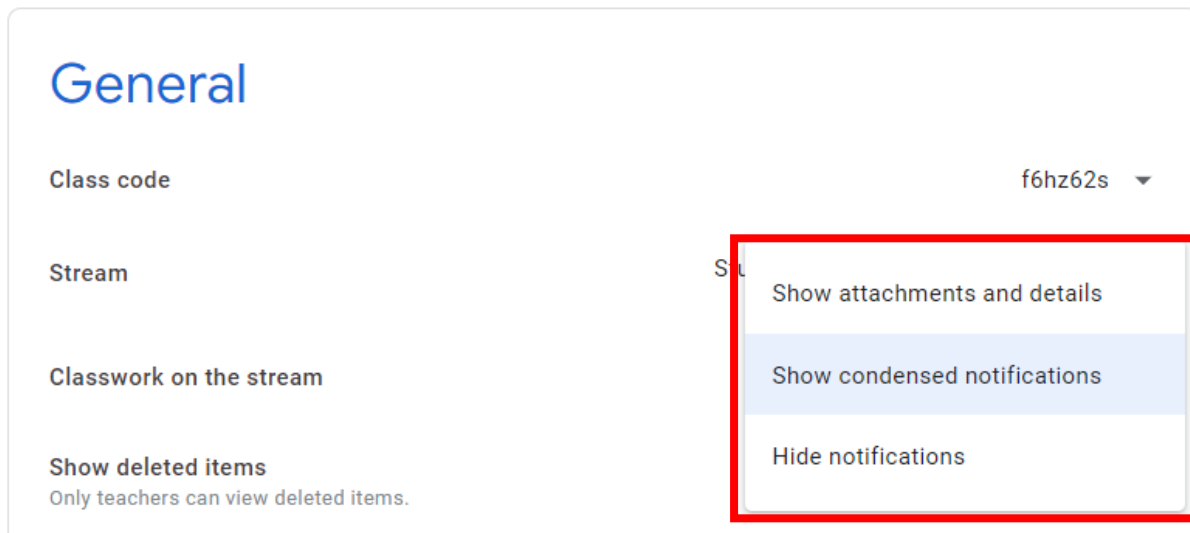 General
Class code
f6hz62s
Stream
Show attachments and details
Classwork on the stream
Show condensed notifications
Hide notifications
Show deleted items
Only teachers can view deleted items.